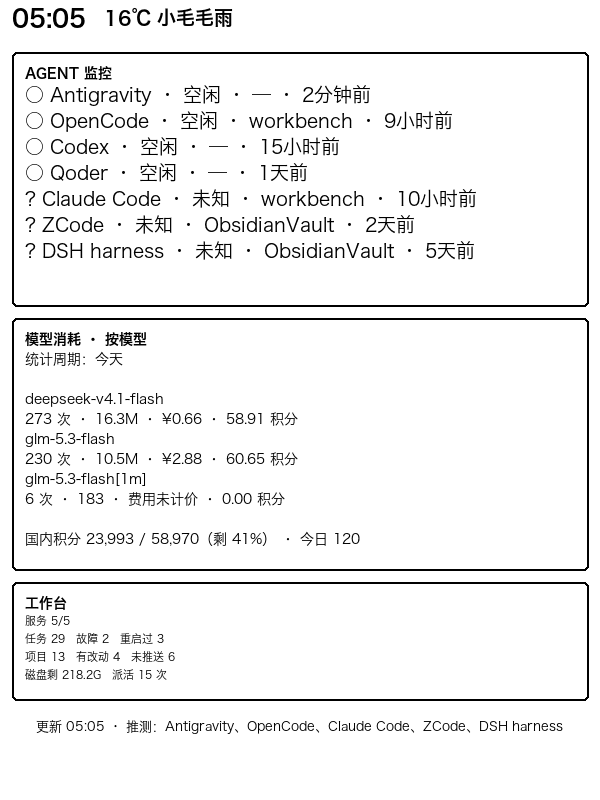 05:05 16℃ 小毛毛雨
AGENT 监控
○ Antigravity · 空闲 · — · 2分钟前
○ OpenCode · 空闲 · workbench · 9小时前
○ Codex · 空闲 · — · 15小时前
○ Qoder · 空闲 · — · 1天前
? Claude Code · 未知 · workbench · 10小时前
? ZCode · 未知 · ObsidianVault · 2天前
? DSH harness · 未知 · ObsidianVault · 5天前
模型消耗 · 按模型
统计周期：今天
deepseek-v4.1-flash
273 次 · 16.3M · ¥0.66 · 58.91 积分
glm-5.3-flash
230 次 · 10.5M · ¥2.88 · 60.65 积分
glm-5.3-flash[1m]
6 次 · 183 · 费用未计价 · 0.00 积分
国内积分 23,993 / 58,970（剩 41%） · 今日 120
工作台
服务 5/5
任务 29 故障 2 重启过 3
项目 13 有改动 4 未推送 6
磁盘剩 218.2G 派活 15 次
更新 05:05 · 推测：Antigravity、OpenCode、Claude Code、ZCode、DSH harness